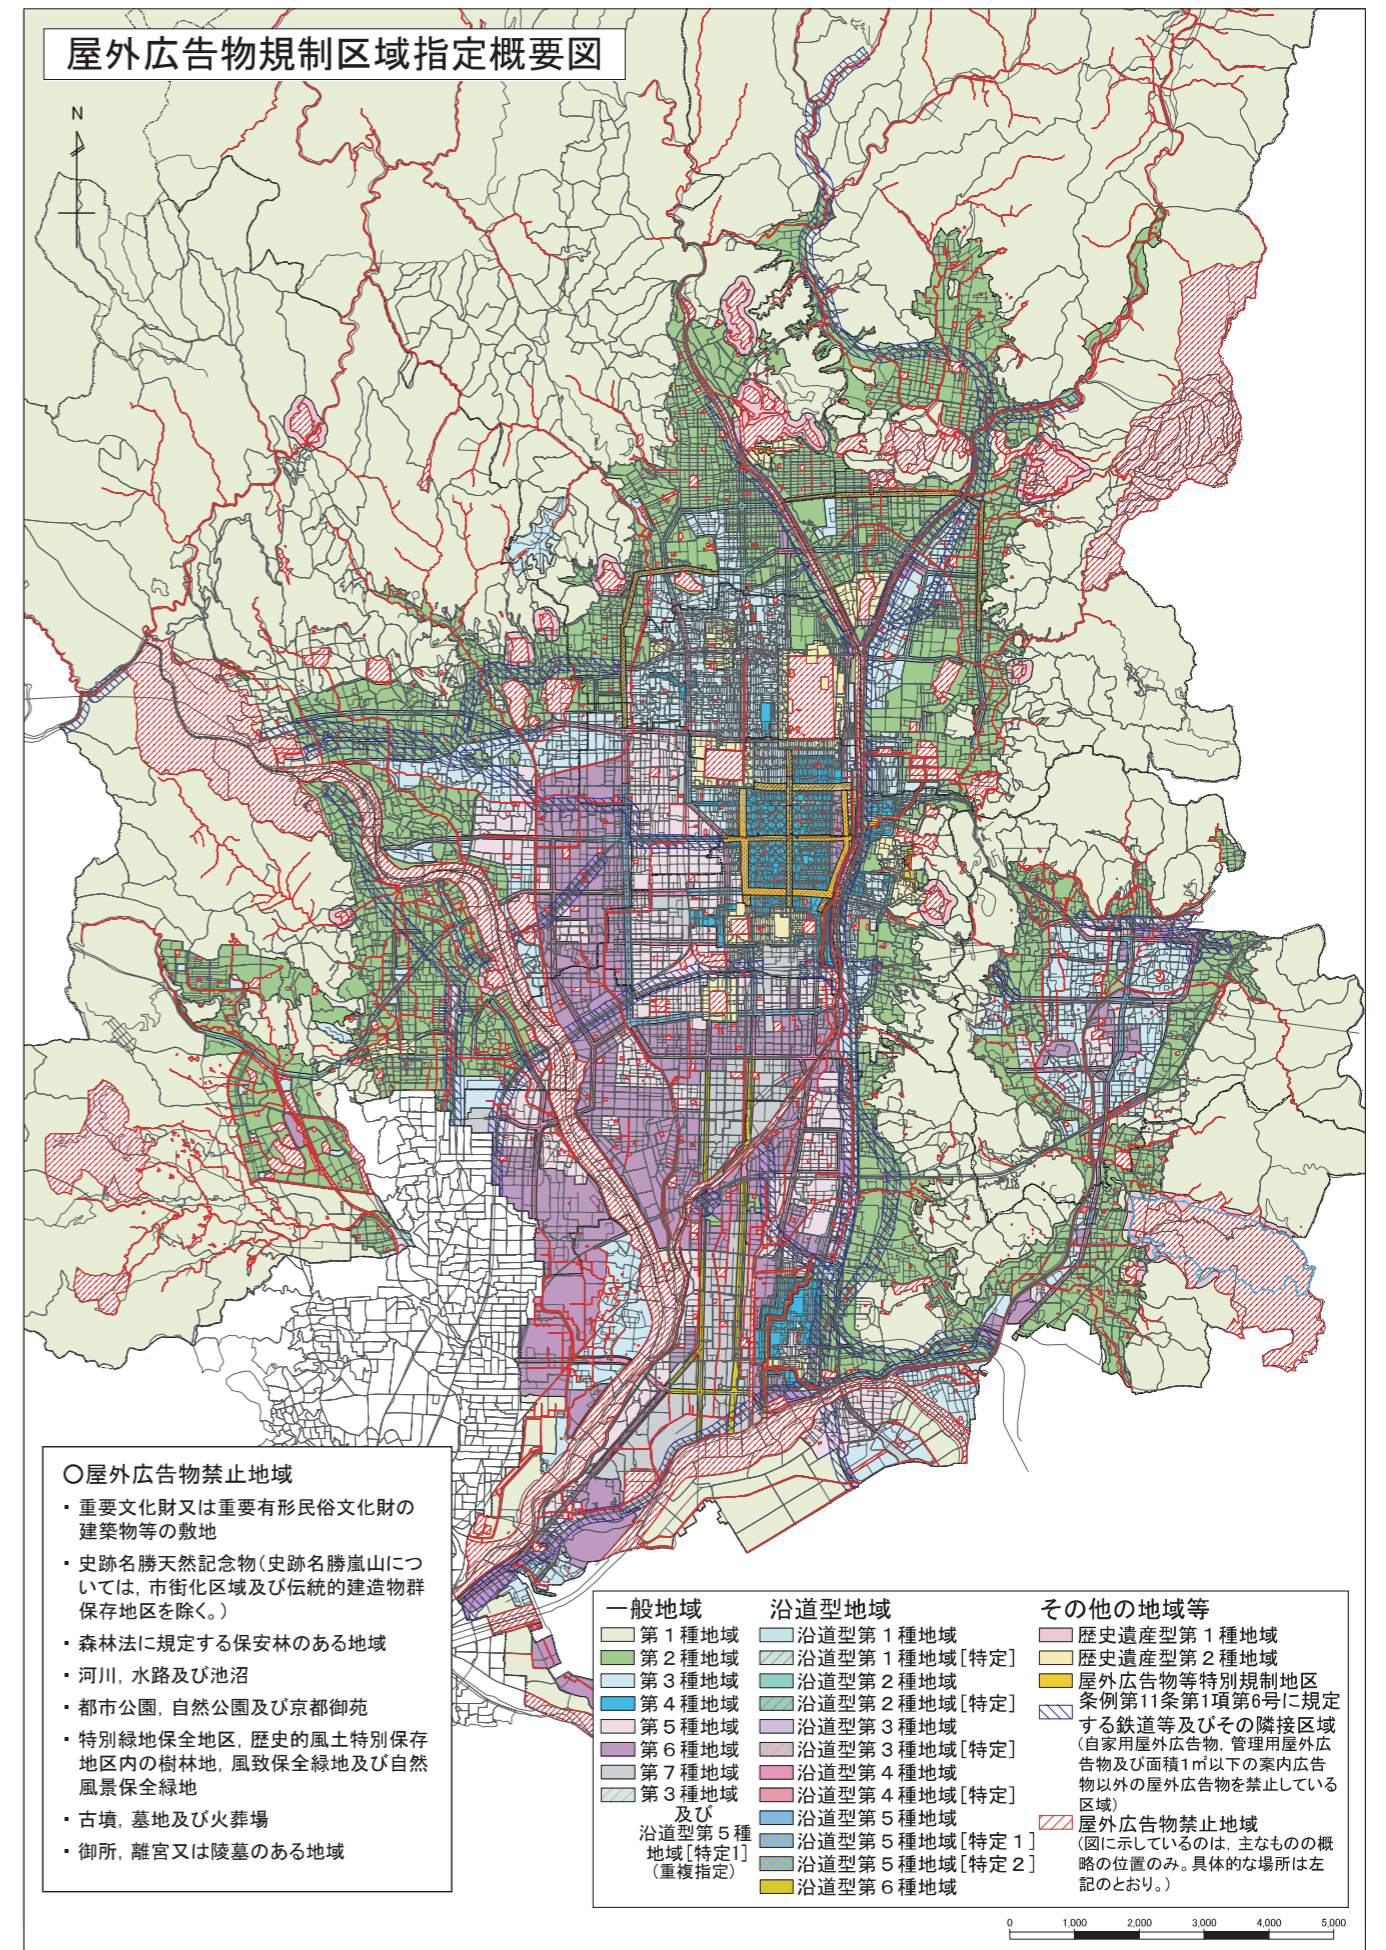 屋外広告物規制区域指定概要図
N
〇屋外広告物禁止地域
・重要文化財又は重要有形民俗文化財の
建築物等の敷地
・史跡名勝天然記念物(史跡名勝嵐山につ
いては,市街化区域及び伝統的建造物群
保存地区を除く。)
・森林法に規定する保安林のある地域
・河川,水路及び池沼
・都市公園,自然公園及び京都御苑
・特別緑地保全地区,歴史的風土特別保存
地区内の樹林地,風致保全緑地及び自然
風景保全緑地
・古墳,墓地及び火葬場
・御所,離宮又は陵墓のある地域
一般地域
第1種地域
第2種地域
第3種地域
第4種地域
第5種地域
第6種地域
第7種地域
第3種地域
及び
沿道型第5種
地域[特定1]
(重複指定)
沿道型地域
沿道型第1種地域
沿道型第1種地域[特定]
沿道型第2種地域
沿道型第2種地域[特定]
沿道型第3種地域
沿道型第3種地域[特定]
沿道型第4種地域
沿道型第4種地域[特定]
沿道型第5種地域
沿道型第5種地域[特定1]
沿道型第5種地域[特定2]
沿道型第6種地域
その他の地域等
歴史遺産型第1種地域
歴史遺産型第2種地域
屋外広告物等特別規制地区
条例第11条第1項第6号に規定
する鉄道等及びその隣接区域
(自家用屋外広告物,管理用屋外広
告物及び面積1㎡以下の案内広告
物以外の屋外広告物を禁止している
区域)
屋外広告物禁止地域
(図に示しているのは,主なものの概
略の位置のみ。具体的な場所は左
記のとおり。)
0 1,000 2,000 3,000 4,000 5,000